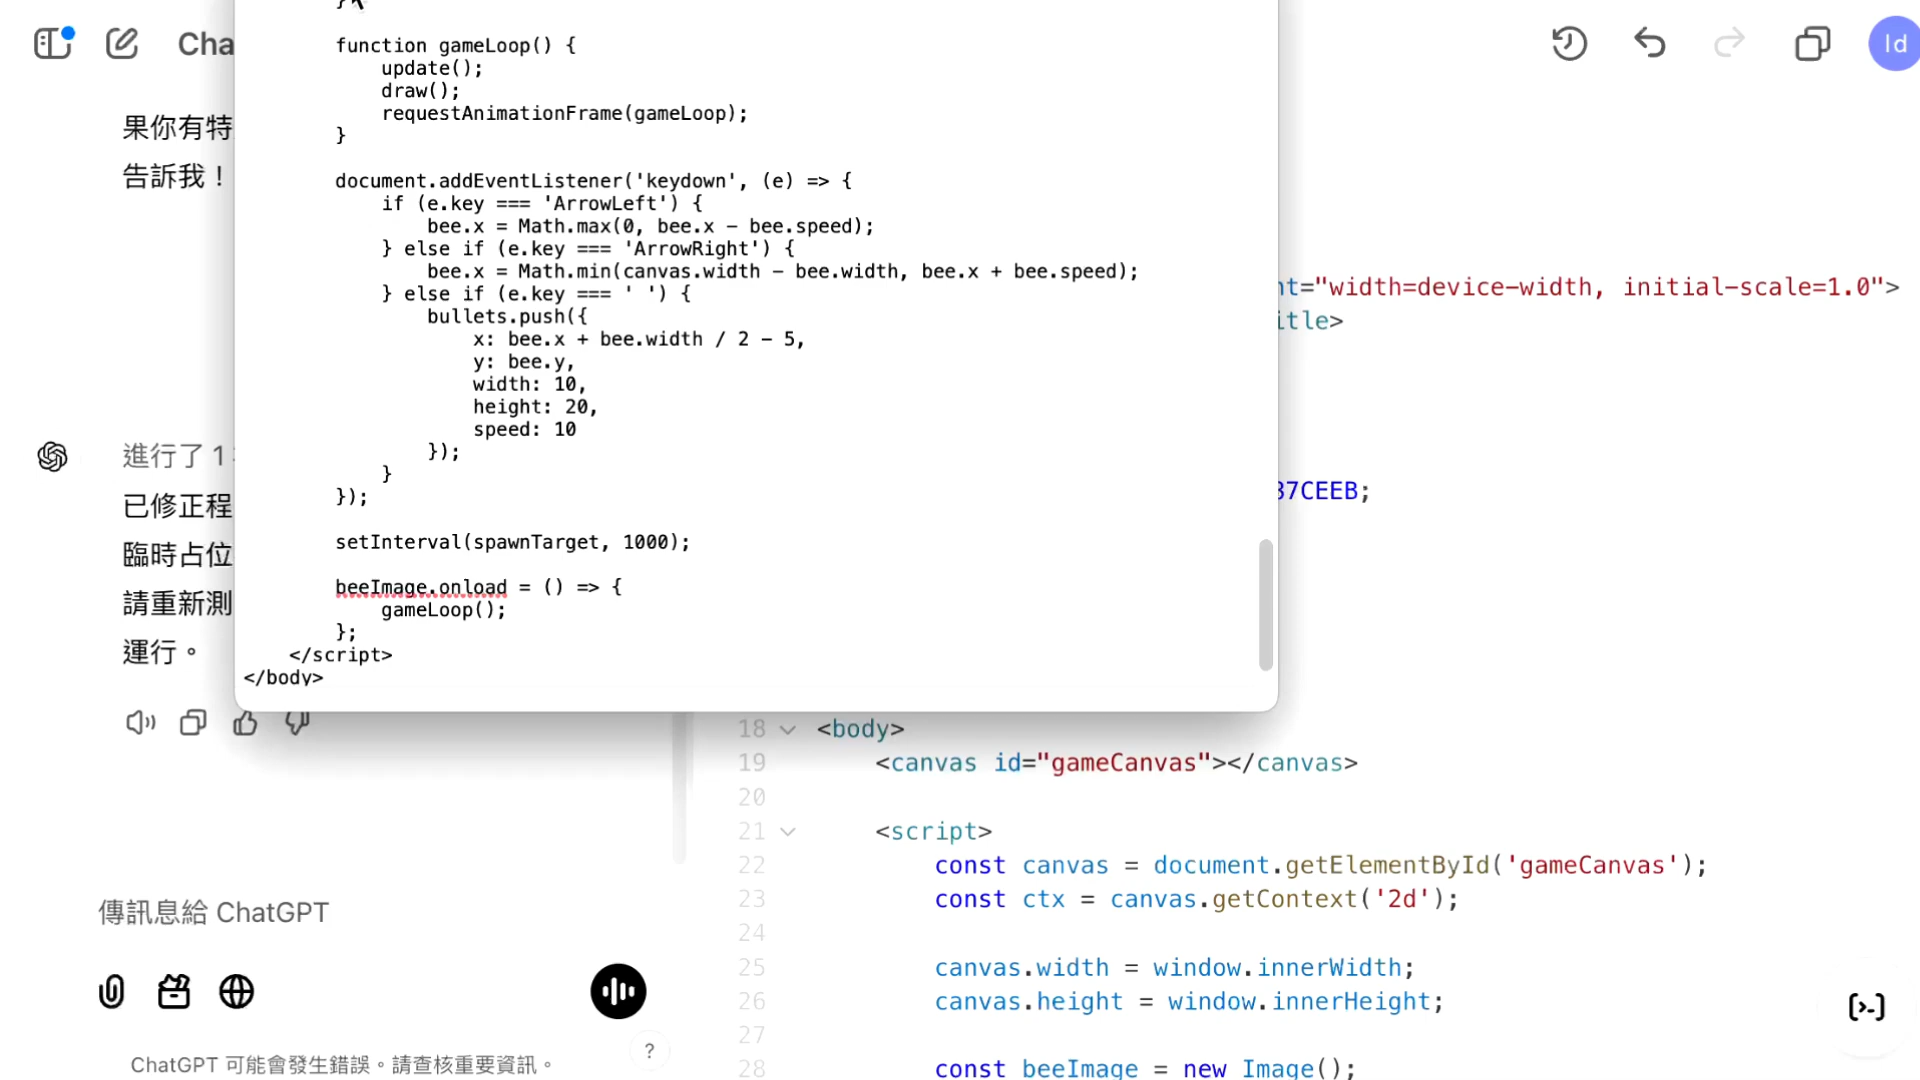 Cha
Id
果你有特
告訴我！
進行了 1
已修正程
臨時占位
請重新測
運行。
傳訊息給 ChatGPT
?
ChatGPT 可能會發生錯誤。請查核重要資訊。
}
function gameLoop() {
update();
draw();
requestAnimationFrame(gameLoop);
}
document.addEventListener('keydown', (e) => {
if (e.key === 'ArrowLeft') {
bee.x = Math.max(0, bee.x - bee.speed);
} else if (e.key === 'ArrowRight') {
bee.x = Math.min(canvas.width - bee.width, bee.x + bee.speed);
} else if (e.key === ' ') {
bullets.push({
x: bee.x + bee.width / 2 - 5,
y: bee.y,
width: 10,
height: 20,
speed: 10
});
}
});
setInterval(spawnTarget, 1000);
beeImage.onload = () => {
gameLoop();
};
</script>
</body>
nt="width=device-width, initial-scale=1.0">
itle>
87CEEB;
18 <body>
19 <canvas id="gameCanvas"></canvas>
20
21 <script>
22 const canvas = document.getElementById('gameCanvas');
23 const ctx = canvas.getContext('2d');
24
25 canvas.width = window.innerWidth;
26 canvas.height = window.innerHeight;
27
28 const beeImage = new Image();